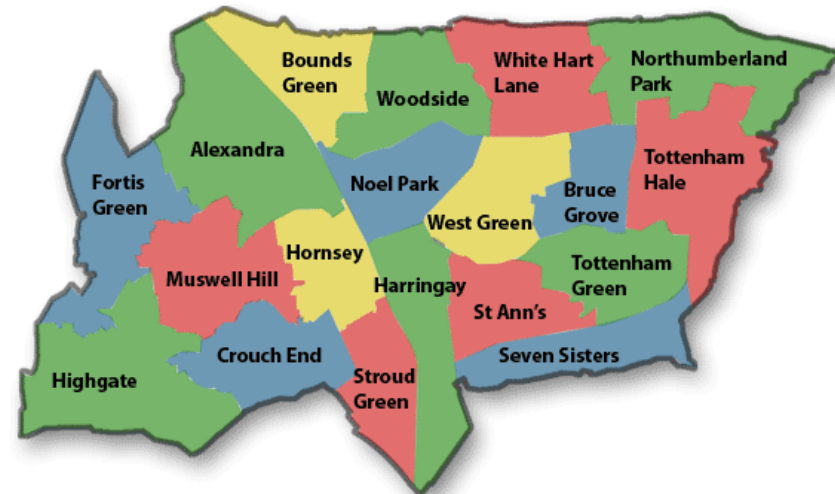 Bounds
Green
White Hart
Lane
Northumberland
Park
Woodside
Alexandra
Tottenham
Hale
Fortis
Green
Noel Park
Bruce
Grove
West Green
Hornsey
Muswell Hill
Harringay
Tottenham
Green
St Ann's
Crouch End
Seven Sisters
Highgate
Stroud
Green